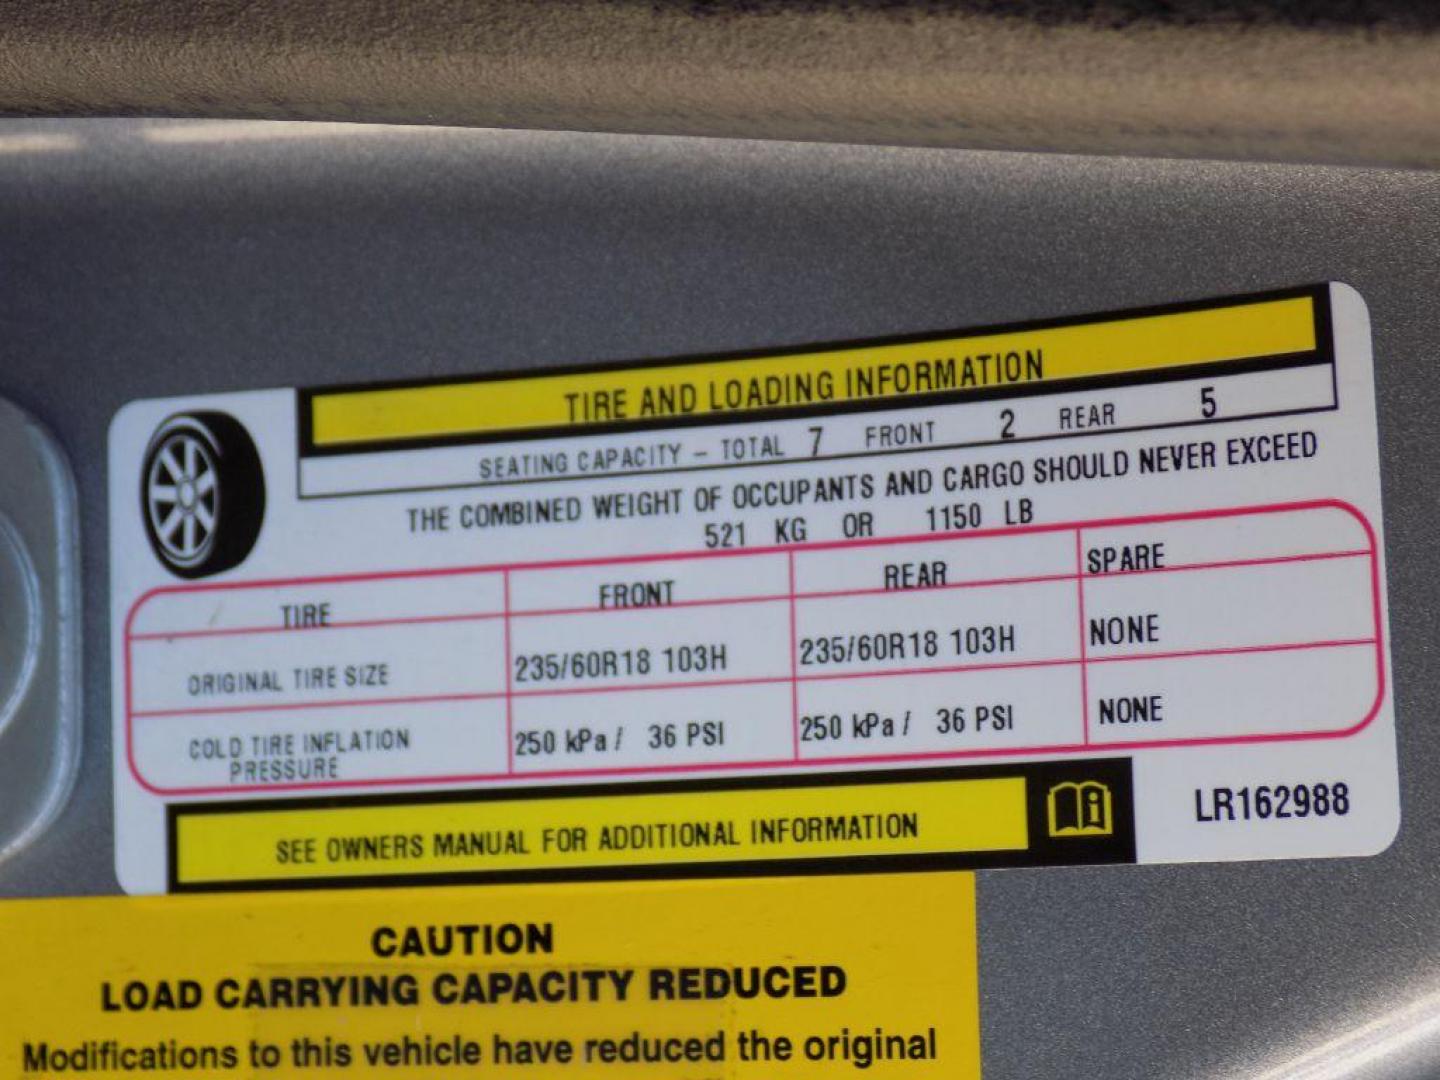 TIRE AND LOADING INFORMATION
SEATING CAPACITY – TOTAL 7 FRONT 2 REAR 5
THE COMBINED WEIGHT OF OCCUPANTS AND CARGO SHOULD NEVER EXCEED
521 KG OR 1150 LB
TIRE FRONT REAR SPARE
ORIGINAL TIRE SIZE 235/60R18 103H 235/60R18 103H NONE
COLD TIRE INFLATION PRESSURE 250 kPa / 36 PSI 250 kPa / 36 PSI NONE
SEE OWNERS MANUAL FOR ADDITIONAL INFORMATION
LR162988
CAUTION
LOAD CARRYING CAPACITY REDUCED
Modifications to this vehicle have reduced the original